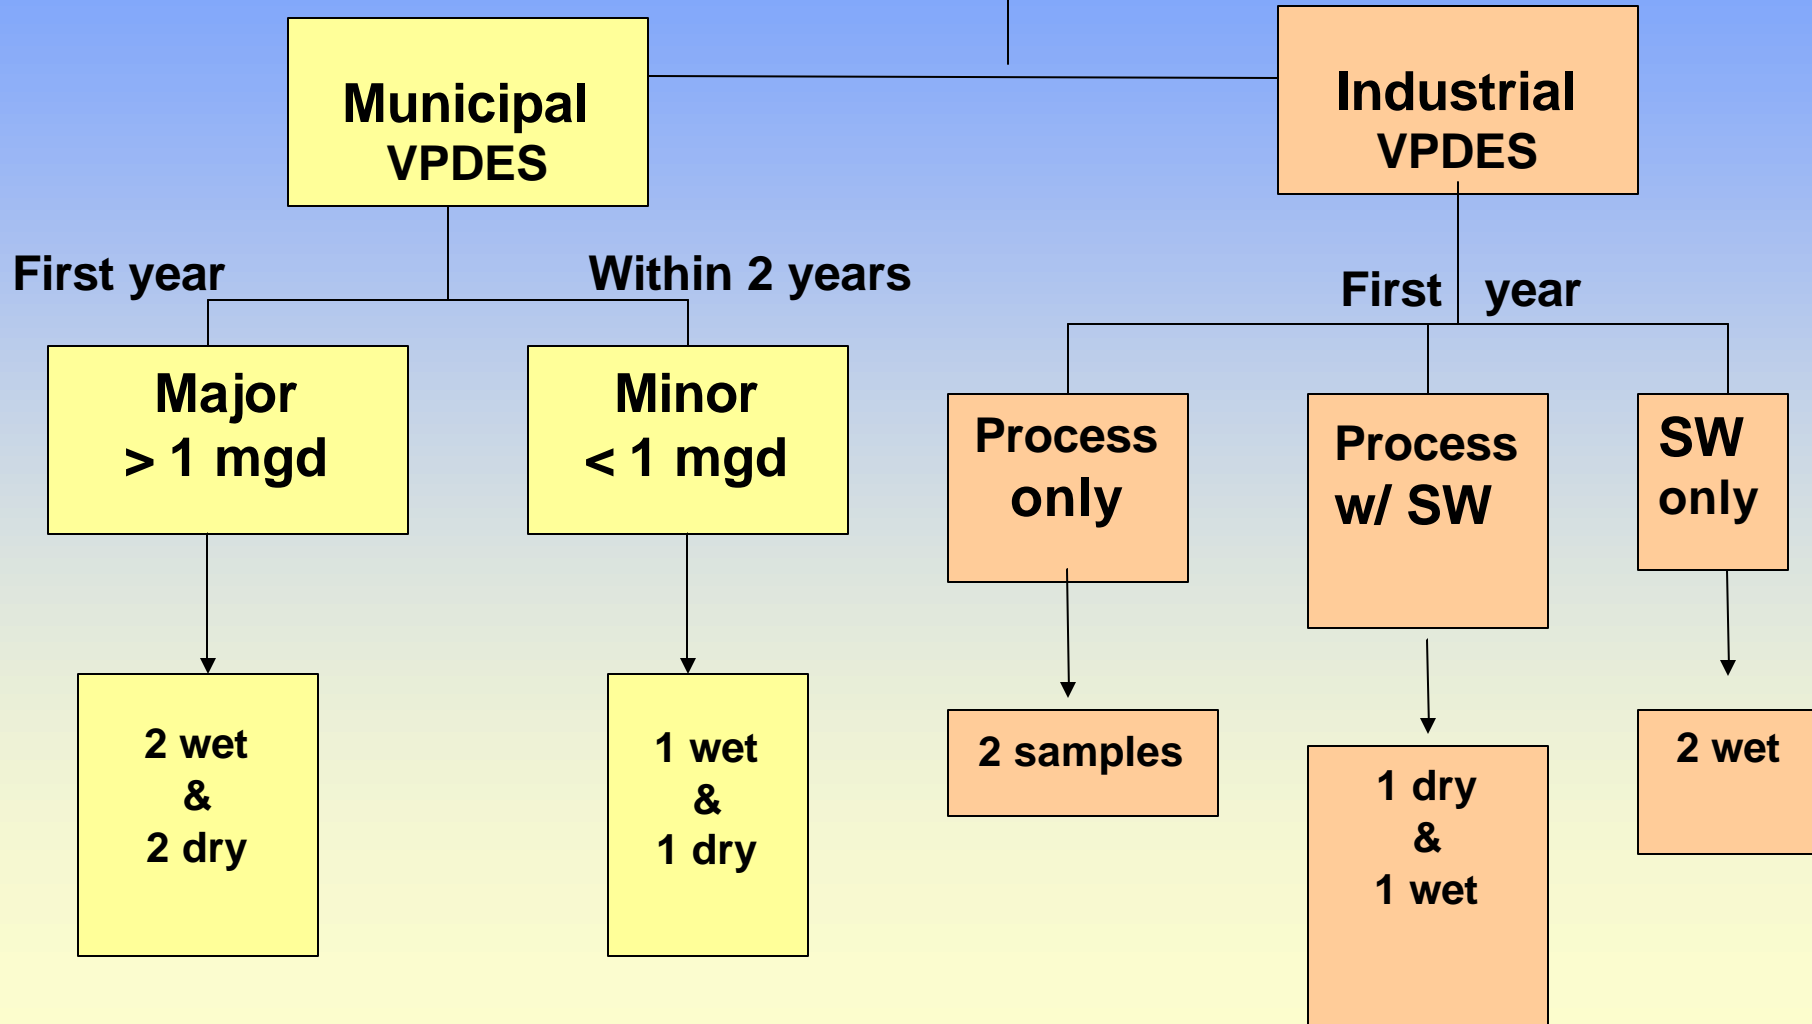 Municipal
VPDES
Industrial
VPDES
First year
Within 2 years
First year
Major
> 1 mgd
Minor
< 1 mgd
Process
only
Process
w/ SW
SW
only
2 wet
&
2 dry
1 wet
&
1 dry
2 samples
1 dry
&
1 wet
2 wet